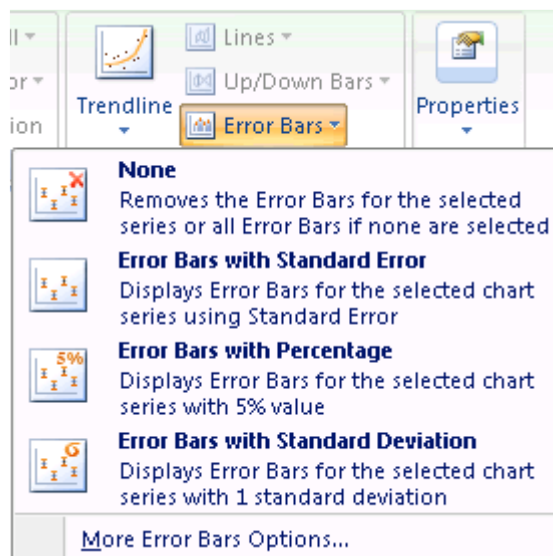 Lines
Up/Down Bars
Trendline
Properties
ion
Error Bars
None
Removes the Error Bars for the selected
series or all Error Bars if none are selected
Error Bars with Standard Error
Displays Error Bars for the selected chart
series using Standard Error
5%
Error Bars with Percentage
Displays Error Bars for the selected chart
series with 5% value
σ
Error Bars with Standard Deviation
Displays Error Bars for the selected chart
series with 1 standard deviation
More Error Bars Options...